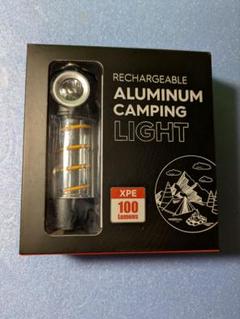 RECHARGEABLE
ALUMINUM
CAMPING
LIGHT
XPE
100
Lumens